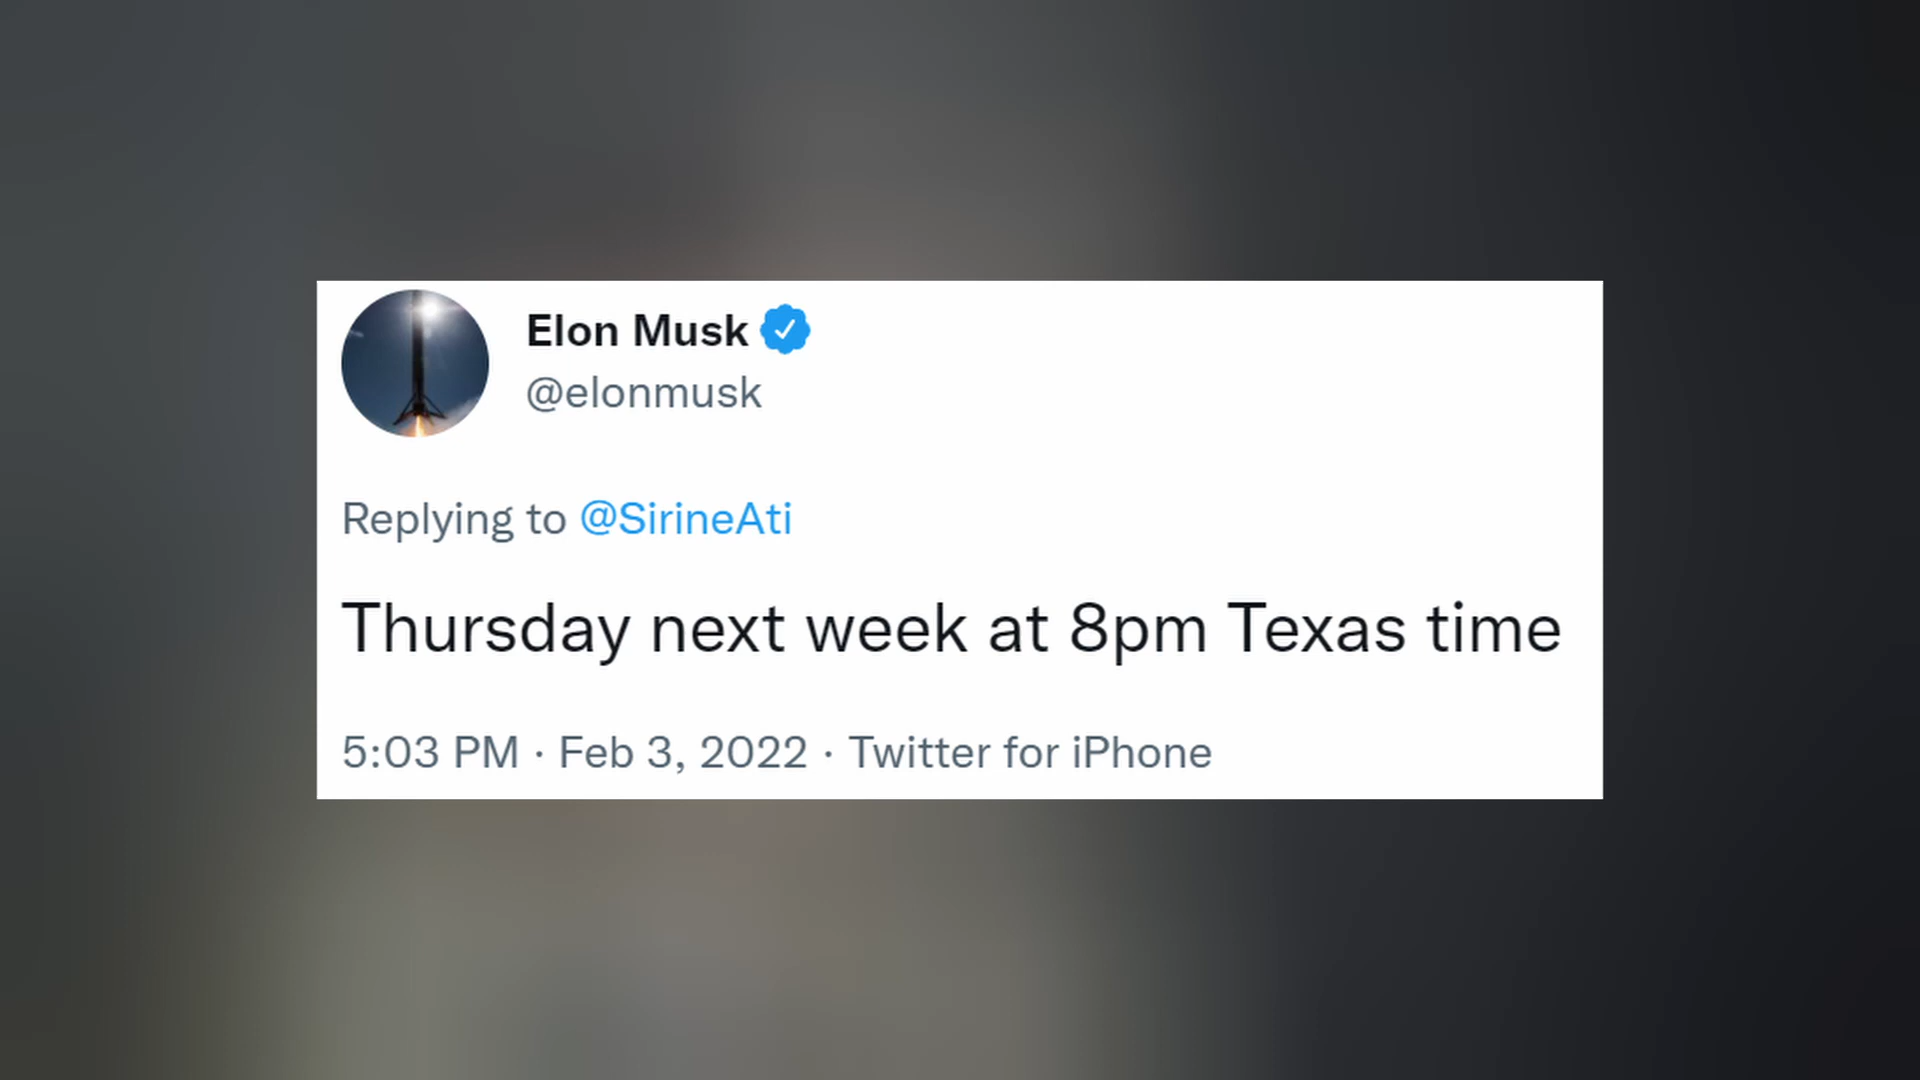 Elon Musk
@elonmusk
Replying to @SirineAti
Thursday next week at 8pm Texas time
5:03 PM · Feb 3, 2022 · Twitter for iPhone